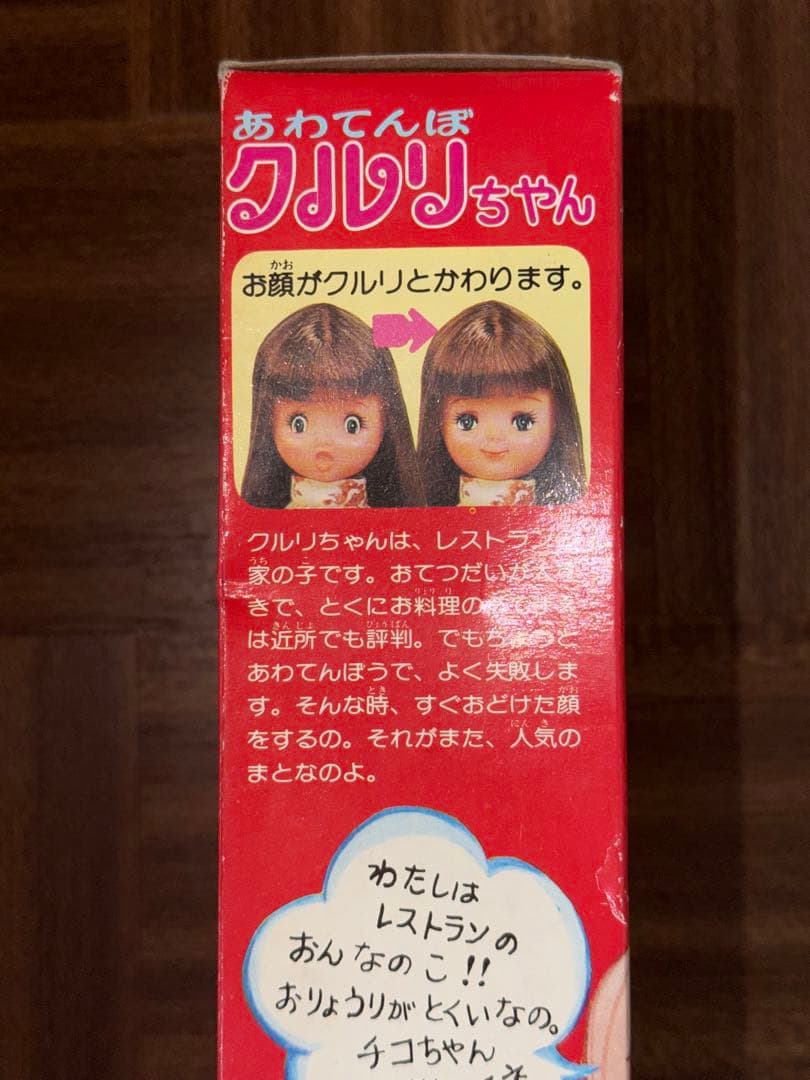 あわてんぼ
クルリちゃん
お顔がクルリとかわります。
クルリちゃんは、レストラン
家の子です。おてつだいが
きで、とくにお料理の
は近所でも評判。でもちょっと
あわてんぼうで、よく失敗しま
す。そんな時、すぐおどけた顔
をするの。それがまた、人気の
まとなのよ。
わたしは
レストランの
おんなのこ!!
おりょうりがとくいなの。
チコちゃん